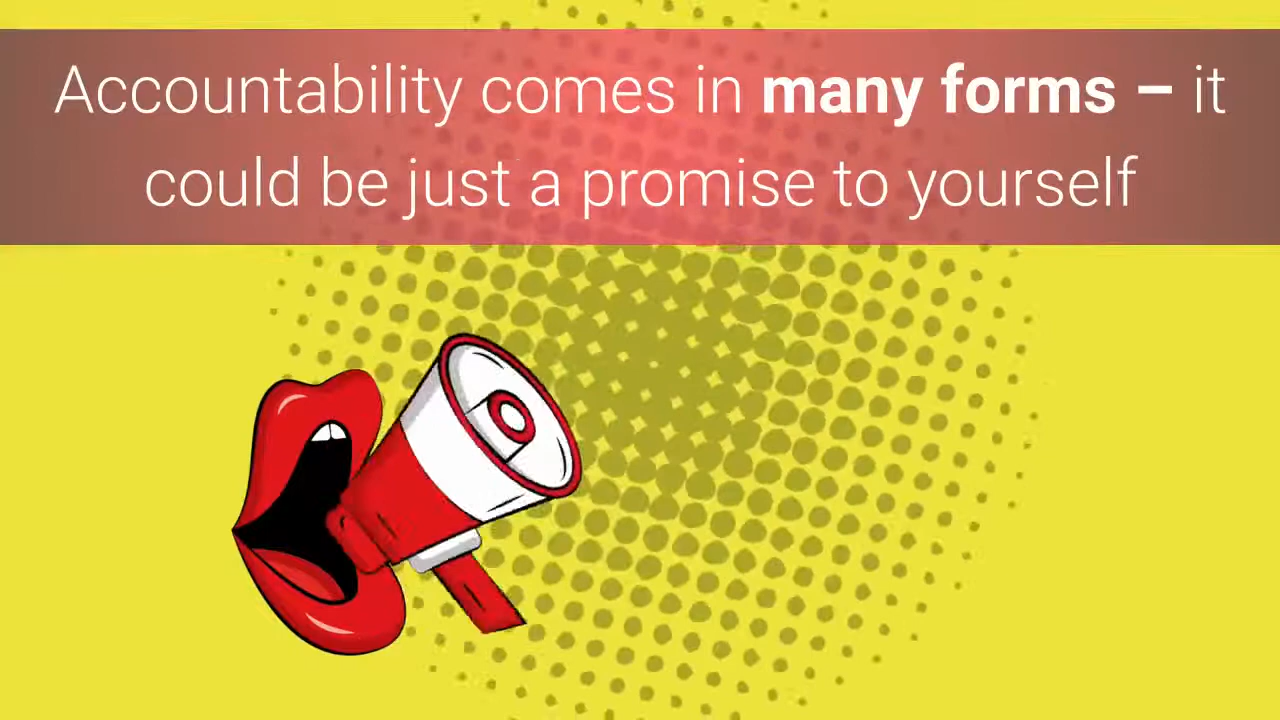 Accountability comes in many forms – it
could be just a promise to yourself